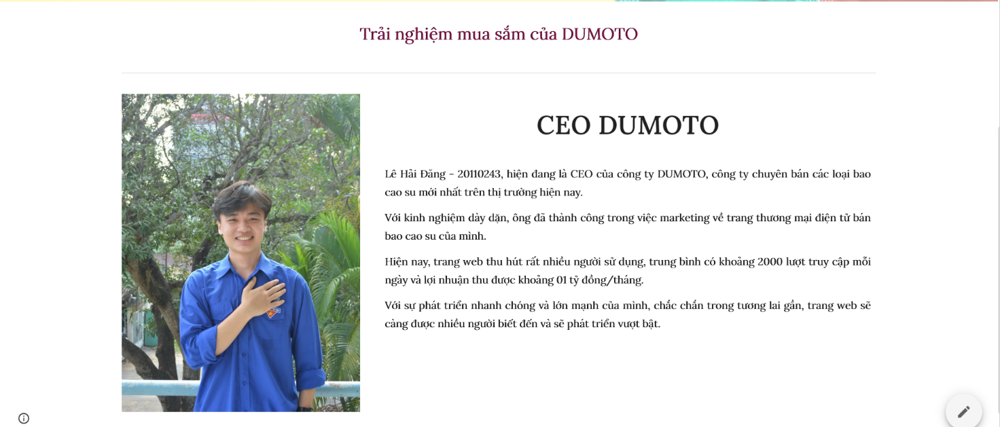 Trải nghiệm mua sắm của DUMOTO
CEO DUMOTO
Lê Hải Đăng - 20110243, hiện đang là CEO của công ty DUMOTO, công ty chuyên bán các loại bao
cao su mới nhất trên thị trường hiện nay.
Với kinh nghiệm dày dặn, ông đã thành công trong việc marketing về trang thương mại điện tử bán
bao cao su của mình.
Hiện nay, trang web thu hút rất nhiều người sử dụng, trung bình có khoảng 2000 lượt truy cập mỗi
ngày và lợi nhuận thu được khoảng 01 tỷ đồng/tháng.
Với sự phát triển nhanh chóng và lớn mạnh của mình, chắc chắn trong tương lai gần, trang web sẽ
càng được nhiều người biết đến và sẽ phát triển vượt bật.